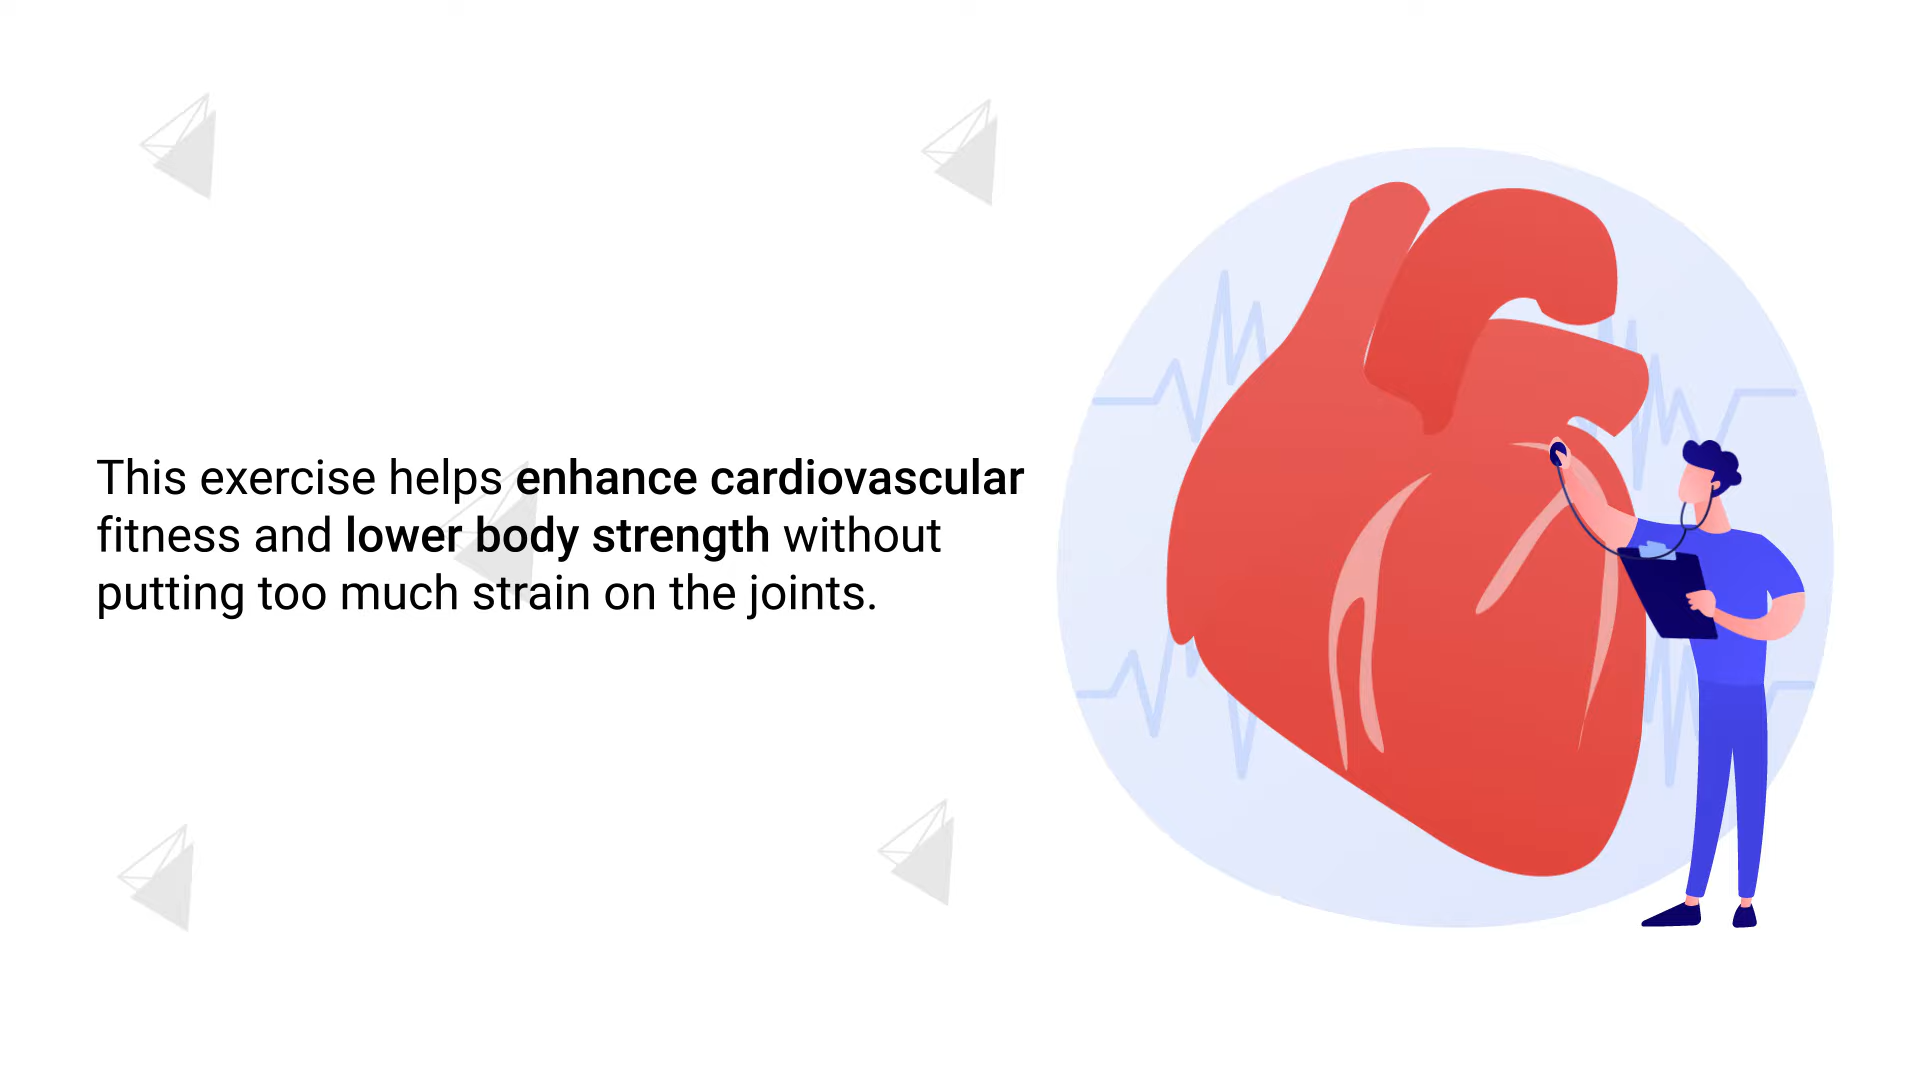 This exercise helps enhance cardiovascular
fitness and lower body strength without
putting too much strain on the joints.